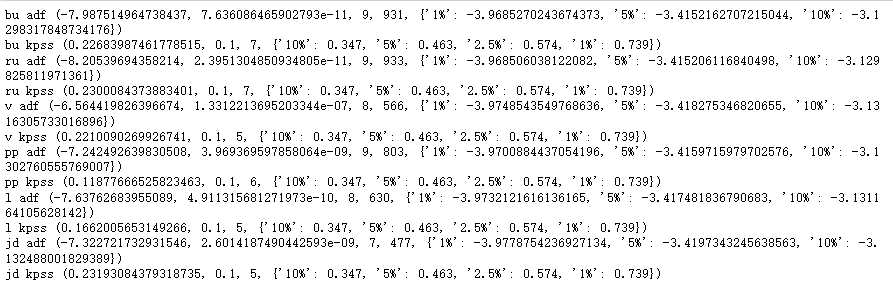 bu adf (-7.987514964738437, 7.636086465902793e-11, 9, 931, {'1%': -3.9685270243674373, '5%': -3.4152162707215044, '10%': -3.1
298317848734176})
bu kpss (0.22683987461778515, 0.1, 7, {'10%': 0.347, '5%': 0.463, '2.5%': 0.574, '1%': 0.739})
ru adf (-8.20539694358214, 2.3951304850934805e-11, 9, 933, {'1%': -3.968506038122082, '5%': -3.415206116840498, '10%': -3.129
825811971361})
ru kpss (0.2300084373883401, 0.1, 7, {'10%': 0.347, '5%': 0.463, '2.5%': 0.574, '1%': 0.739})
v adf (-6.564419826396674, 1.3312213695203344e-07, 8, 566, {'1%': -3.97485435497 68636, '5%': -3.418275346820655, '10%': -3.13
16305733016896})
v kpss (0.2210090269926741, 0.1, 5, {'10%': 0.347, '5%': 0.463, '2.5%': 0.574, '1%': 0.739})
pp adf (-7.242492639830508, 3.969369597858064e-09, 9, 803, {'1%': -3.9700884437054196, '5%': -3.4159715979702576, '10%': -3.1
302760555769007})
pp kpss (0.11877666525823463, 0.1, 6, {'10%': 0.347, '5%': 0.463, '2.5%': 0.574, '1%': 0.739})
l adf (-7.63762683955089, 4.911315681271973e-10, 8, 630, {'1%': -3.9732121616136165, '5%': -3.417481836790683, '10%': -3.1311
64105628142})
l kpss (0.1662005653149266, 0.1, 5, {'10%': 0.347, '5%': 0.463, '2.5%': 0.574, '1%': 0.739})
jd adf (-7.322721732931546, 2.6014187490442593e-09, 7, 477, {'1%': -3.9778754236927134, '5%': -3.4197343245638563, '10%': -3.
132488001829389})
jd kpss (0.23193084379318735, 0.1, 5, {'10%': 0.347, '5%': 0.463, '2.5%': 0.574, '1%': 0.739})